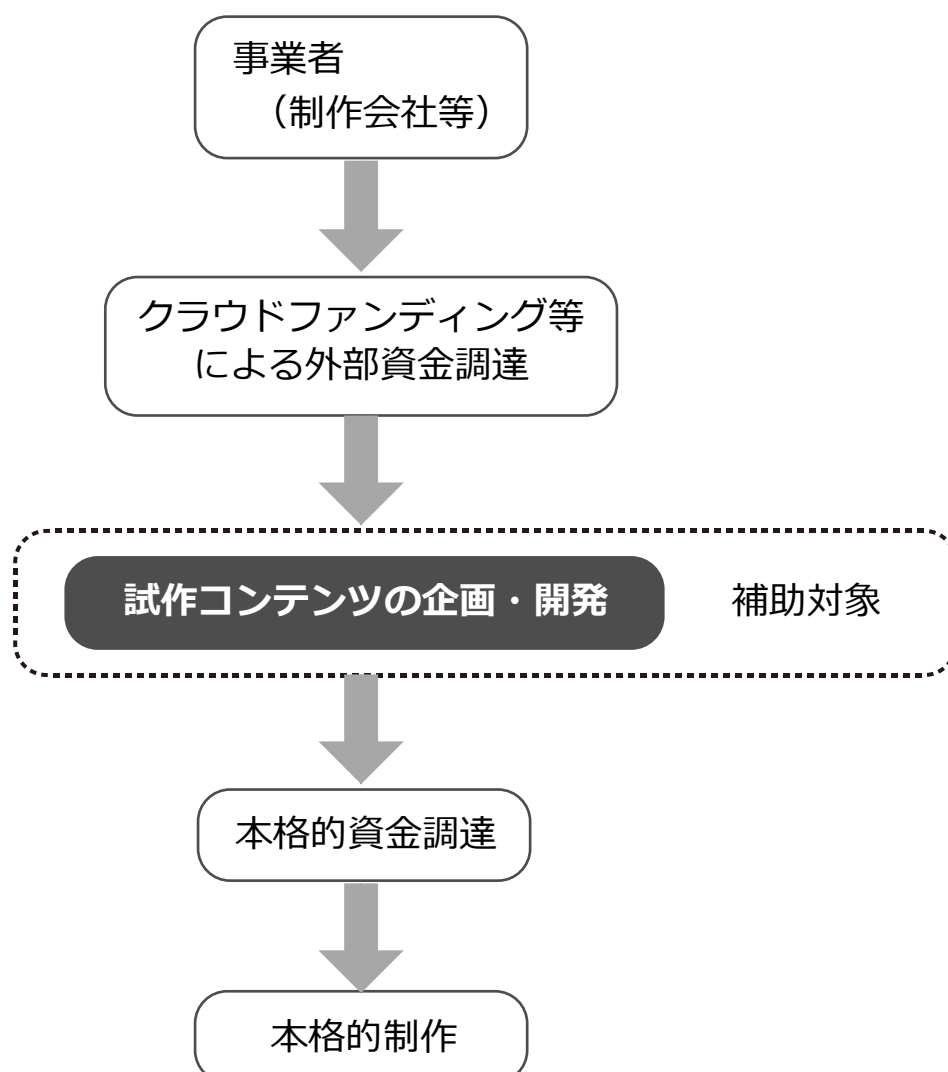 事業者
（制作会社等）
クラウドファンディング等
による外部資金調達
試作コンテンツの企画・開発
補助対象
本格的資金調達
本格的制作